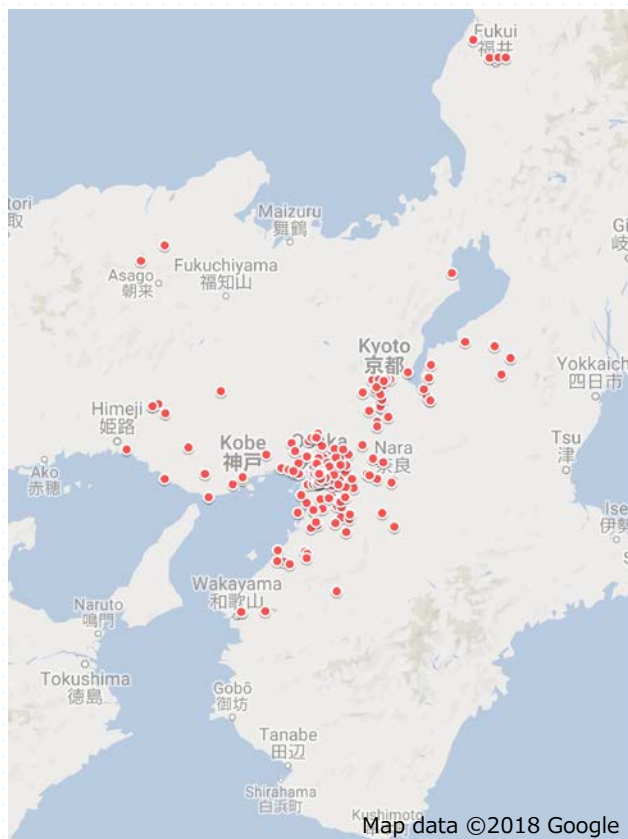 Fukui
福井
tori
取
Maizuru
舞鶴
Gi
岐
Asago
朝来
Fukuchiyama
福知山
Kyoto
京都
Yokkaich
四日市
Himeji
姫路
Kobe
神戸
Osaka
Nara
奈良
Tsu
津
Ako
赤穂
Ise
伊勢
S
Wakayama
和歌山
Naruto
鳴門
Tokushima
徳島
Gobō
御坊
Tanabe
田辺
Shirahama
白浜町
Kushimoto
Map data ©2018 Google